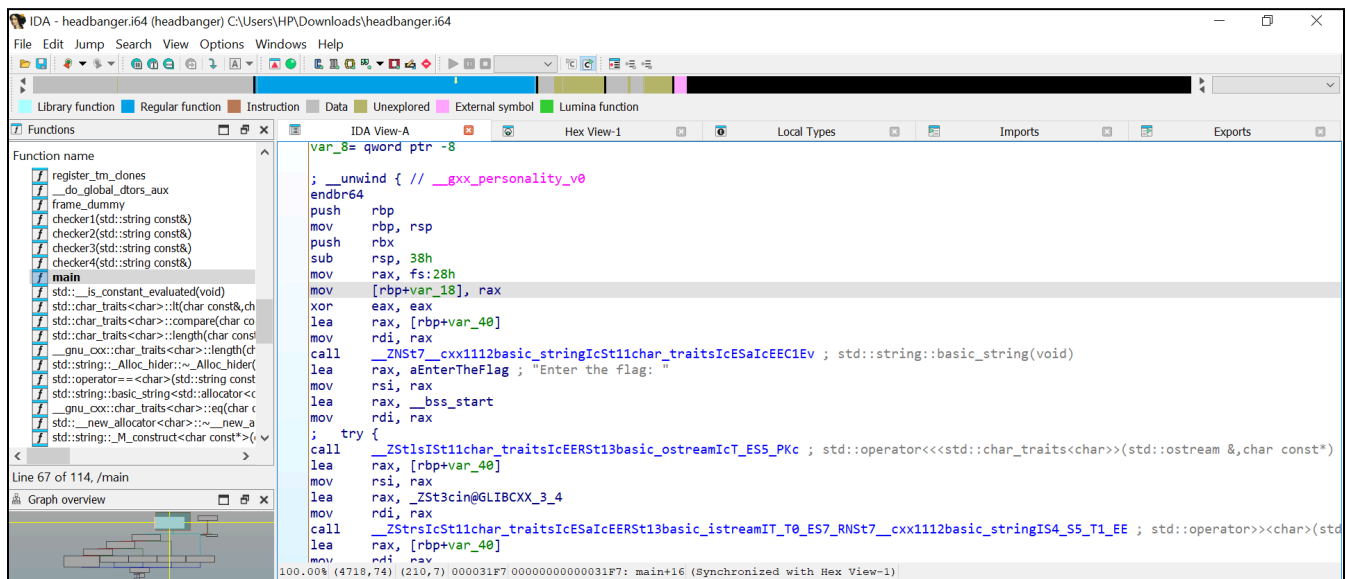 IDA - headbanger.i64 (headbanger) C:\Users\HP\Downloads\headbanger.i64
File Edit Jump Search View Options Windows Help
Library function Regular function Instruction Data Unexplored External symbol Lumina function
Functions
Function name
register_tm_clones
__do_global_dtors_aux
frame_dummy
checker1(std::string const&)
checker2(std::string const&)
checker3(std::string const&)
checker4(std::string const&)
main
std::__is_constant_evaluated(void)
std::char_traits<char>::lt(char const&,ch
std::char_traits<char>::compare(char co
std::char_traits<char>::length(char const
__gnu_cxx::char_traits<char>::length(ch
std::string::_Alloc_hider::~_Alloc_hider(
std::operator==<char>(std::string const
std::string::basic_string<std::allocator<c
__gnu_cxx::char_traits<char>::eq(char c
std::__new_allocator<char>::~__new_a
std::string::_M_construct<char const*>(
Line 67 of 114, /main
Graph overview
IDA View-A Hex View-1 Local Types Imports Exports
var_8= qword ptr -8
; __unwind { // __gxx_personality_v0
endbr64
push rbp
mov rbp, rsp
push rbx
sub rsp, 38h
mov rax, fs:28h
mov [rbp+var_18], rax
xor eax, eax
lea rax, [rbp+var_40]
mov rdi, rax
call __ZNSt7__cxx1112basic_stringIcSt11char_traitsIcESaIcEEC1Ev ; std::string::basic_string(void)
lea rax, aEnterTheFlag ; "Enter the flag: "
mov rsi, rax
lea rax, __bss_start
mov rdi, rax
; try {
call __ZStlsISt11char_traitsIcEERSt13basic_ostreamIcT_ES5_PKc ; std::operator<<<std::char_traits<char>>(std::ostream &,char const*)
lea rax, [rbp+var_40]
mov rsi, rax
lea rax, _ZSt3cin@GLIBCXX_3_4
mov rdi, rax
call __ZStrsIcSt11char_traitsIcESaIcEERSt13basic_istreamIT_T0_ES7_RNSt7__cxx1112basic_stringIS4_S5_T1_EE ; std::operator>><char>(std
lea rax, [rbp+var_40]
mov rdi, rax
100.00% (4718,74) (210,7) 000031F7 00000000000031F7: main+16 (Synchronized with Hex View-1)